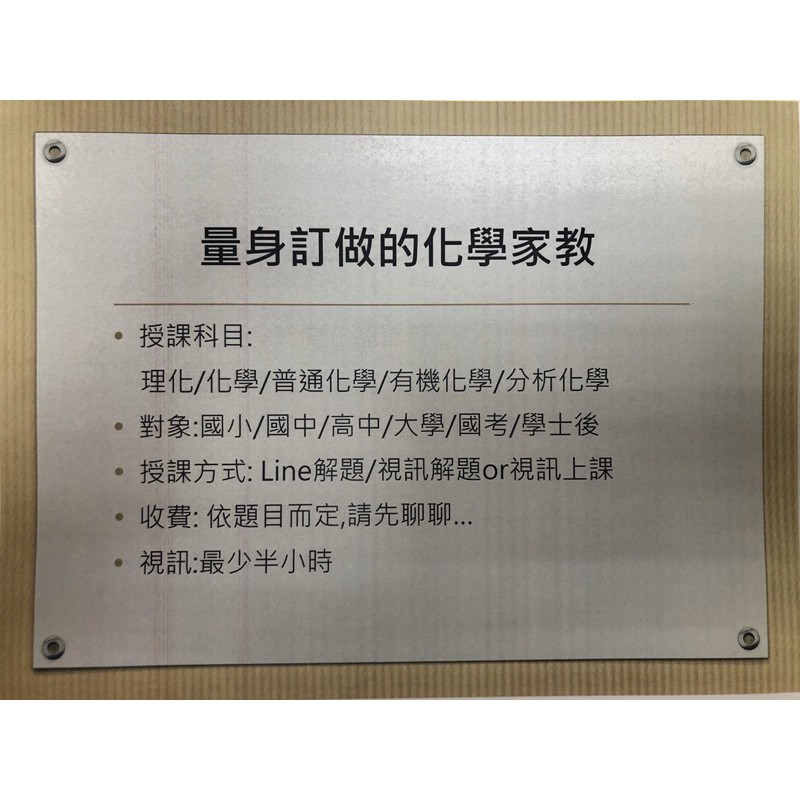 量身訂做的化學家教
• 授課科目:
理化/化學/普通化學/有機化學/分析化學
• 對象:國小/國中/高中/大學/國考/學士後
• 授課方式: Line解題/視訊解題or視訊上課
• 收費: 依題目而定,請先聊聊...
• 視訊:最少半小時